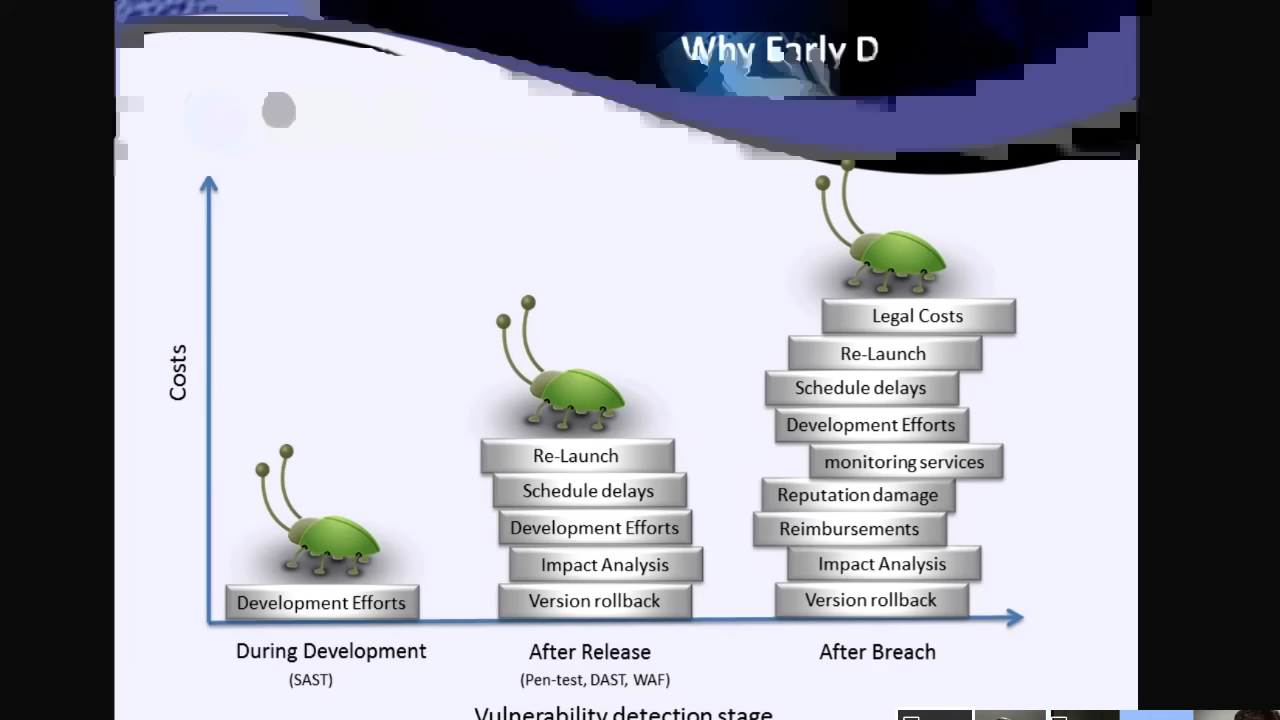 Why Early D
Costs
Development Efforts
Re-Launch
Schedule delays
Development Efforts
Impact Analysis
Version rollback
Legal Costs
Re-Launch
Schedule delays
Development Efforts
monitoring services
Reputation damage
Reimbursements
Impact Analysis
Version rollback
During Development
(SAST)
After Release
(Pen-test, DAST, WAF)
After Breach
Vulnerability detection stage